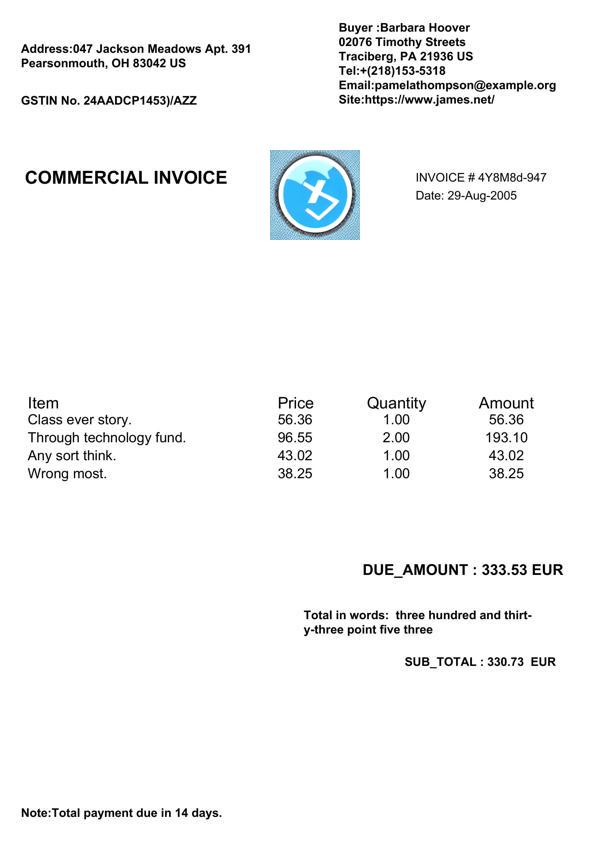 Address:047 Jackson Meadows Apt. 391
Pearsonmouth, OH 83042 US
GSTIN No. 24AADCP1453)/AZZ
Buyer :Barbara Hoover
02076 Timothy Streets
Traciberg, PA 21936 US
Tel:+(218)153-5318
Email:pamelathompson@example.org
Site:https://www.james.net/
COMMERCIAL INVOICE
INVOICE # 4Y8M8d-947
Date: 29-Aug-2005
Item Price Quantity Amount
Class ever story. 56.36 1.00 56.36
Through technology fund. 96.55 2.00 193.10
Any sort think. 43.02 1.00 43.02
Wrong most. 38.25 1.00 38.25
DUE_AMOUNT : 333.53 EUR
Total in words:  three hundred and thirt-
y-three point five three
SUB_TOTAL : 330.73  EUR
Note:Total payment due in 14 days.